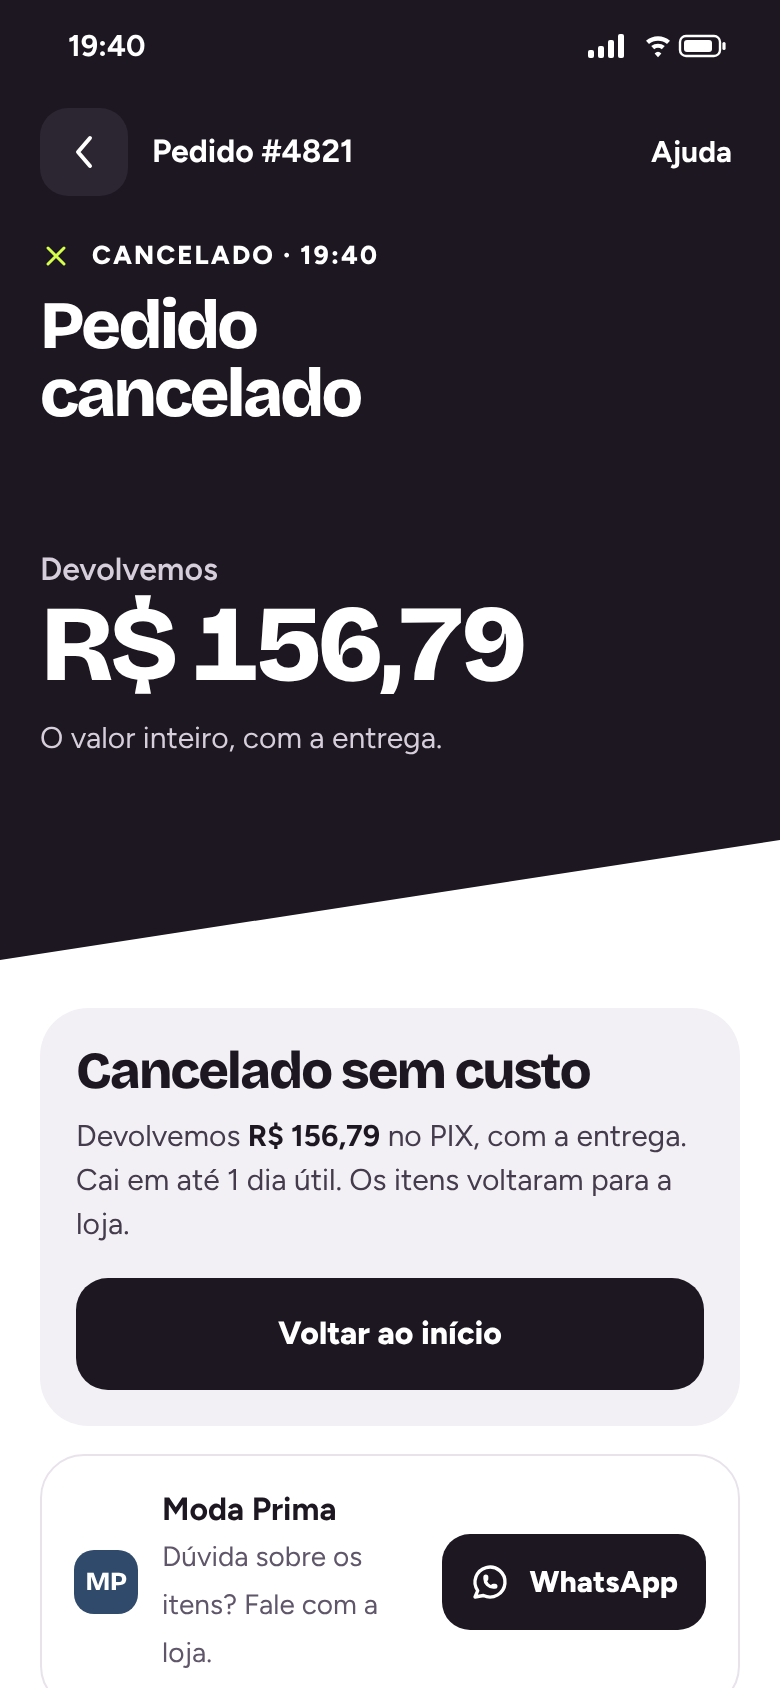 19:40
Pedido #4821
Ajuda
CANCELADO · 19:40
Pedido
cancelado
Devolvemos
R$ 156,79
O valor inteiro, com a entrega.
Cancelado sem custo
Devolvemos R$ 156,79 no PIX, com a entrega.
Cai em até 1 dia útil. Os itens voltaram para a
loja.
Voltar ao início
MP
Moda Prima
Dúvida sobre os
itens? Fale com a
loja.
WhatsApp